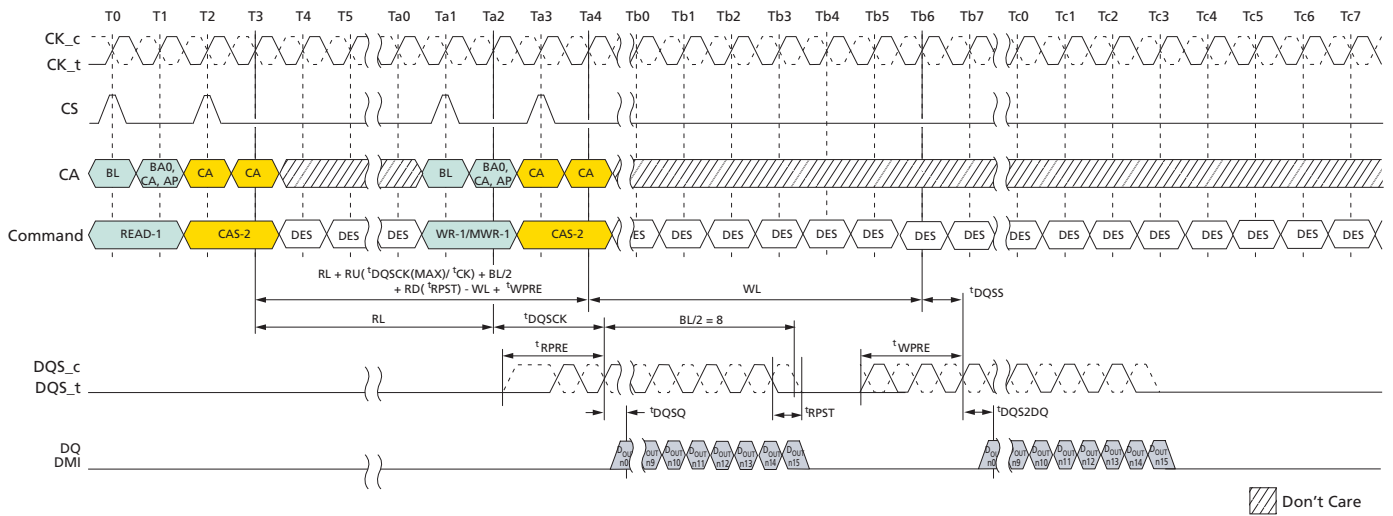 T0 T1 T2 T3 T4 T5 Ta0 Ta1 Ta2 Ta3 Ta4 Tb0 Tb1 Tb2 Tb3 Tb4 Tb5 Tb6 Tb7 Tc0 Tc1 Tc2 Tc3 Tc4 Tc5 Tc6 Tc7
CK_c
CK_t
CS
CA BL BA0, CA, AP CA CA BL BA0, CA, AP CA CA
Command READ-1 CAS-2 DES DES DES WR-1/MWR-1 CAS-2 DES DES DES DES DES DES DES DES DES DES DES DES DES DES DES DES
RL + RU( tDQSCK(MAX)/ tCK) + BL/2
+ RD( tRPST) - WL + tWPRE
WL
tDQSS
RL
tDQSCK
BL/2 = 8
tRPRE
tWPRE
DQS_c
DQS_t
tDQSQ
tRPST
tDQS2DQ
DQ
DMI
DOUT n0 DOUT n9 DOUT n10 DOUT n11 DOUT n12 DOUT n13 DOUT n14 DOUT n15
DOUT n0 DOUT n9 DOUT n10 DOUT n11 DOUT n12 DOUT n13 DOUT n14 DOUT n15
Don't Care